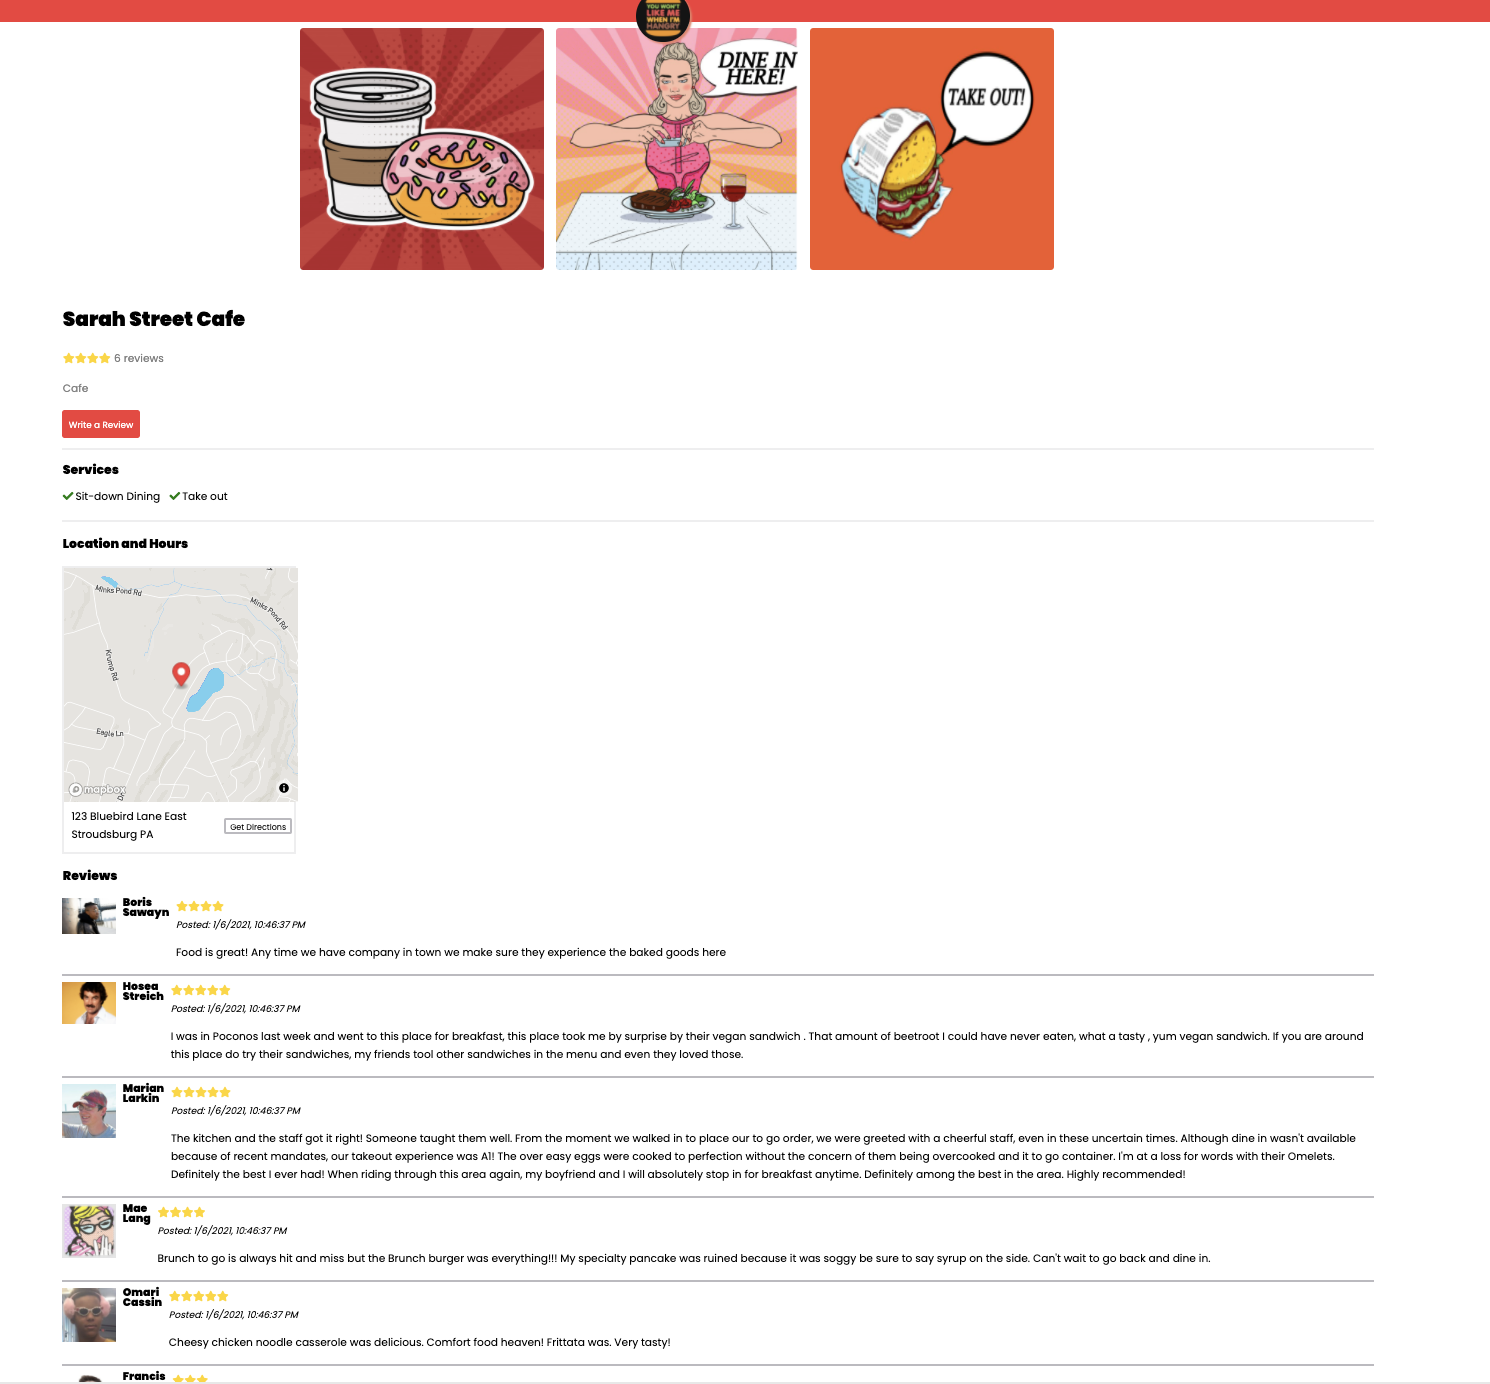 YOU WON'T
LIKE ME
WHEN I'M
HANGRY
DINE IN
HERE!
TAKE OUT!
Sarah Street Cafe
6 reviews
Cafe
Write a Review
Services
Sit-down Dining Take out
Location and Hours
Minks Pond Rd
Minks Pond Rd
Krump Rd
Eagle Ln
Dr
mapbox
123 Bluebird Lane East
Stroudsburg PA
Get Directions
Reviews
Boris
Sawayn
Posted: 1/6/2021, 10:46:37 PM
Food is great! Any time we have company in town we make sure they experience the baked goods here
Hosea
Streich
Posted: 1/6/2021, 10:46:37 PM
I was in Poconos last week and went to this place for breakfast, this place took me by surprise by their vegan sandwich . That amount of beetroot I could have never eaten, what a tasty , yum vegan sandwich. If you are around
this place do try their sandwiches, my friends tool other sandwiches in the menu and even they loved those.
Marian
Larkin
Posted: 1/6/2021, 10:46:37 PM
The kitchen and the staff got it right! Someone taught them well. From the moment we walked in to place our to go order, we were greeted with a cheerful staff, even in these uncertain times. Although dine in wasn't available
because of recent mandates, our takeout experience was A1! The over easy eggs were cooked to perfection without the concern of them being overcooked and it to go container. I'm at a loss for words with their Omelets.
Definitely the best I ever had! When riding through this area again, my boyfriend and I will absolutely stop in for breakfast anytime. Definitely among the best in the area. Highly recommended!
Mae
Lang
Posted: 1/6/2021, 10:46:37 PM
Brunch to go is always hit and miss but the Brunch burger was everything!!! My specialty pancake was ruined because it was soggy be sure to say syrup on the side. Can't wait to go back and dine in.
Omari
Cassin
Posted: 1/6/2021, 10:46:37 PM
Cheesy chicken noodle casserole was delicious. Comfort food heaven! Frittata was. Very tasty!
Francis